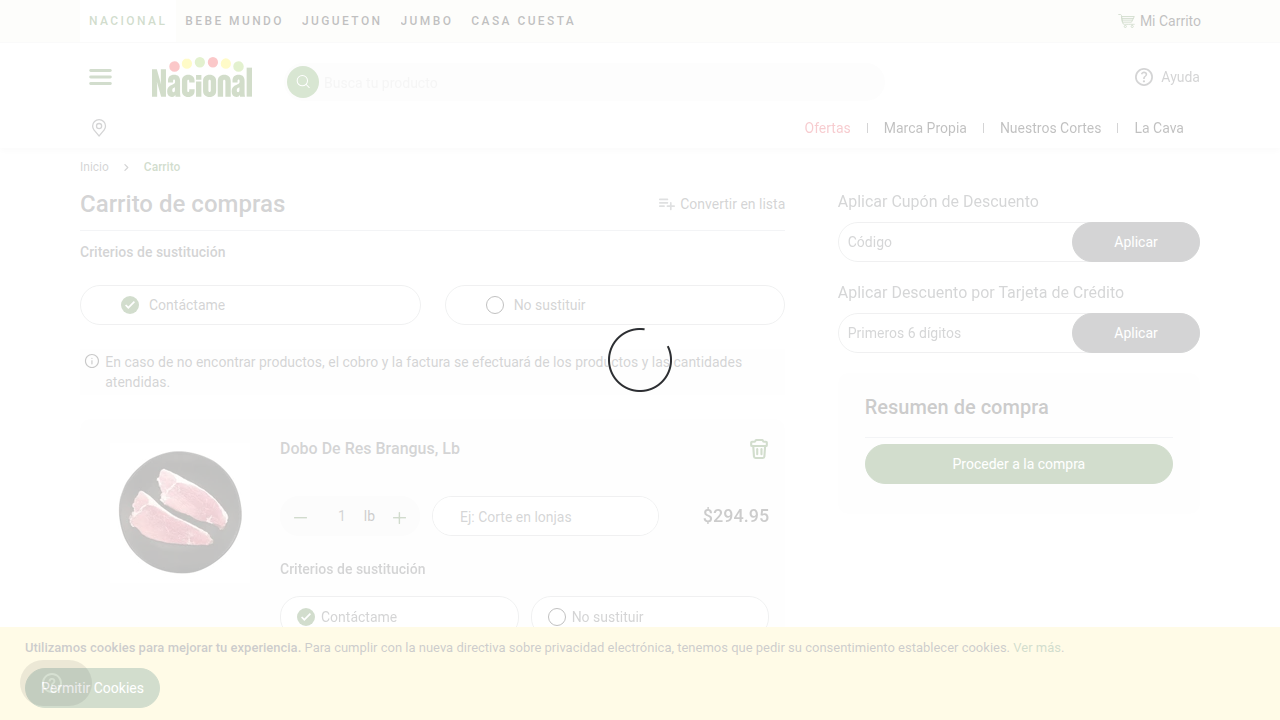 NACIONAL BEBE MUNDO JUGUETON JUMBO CASA CUESTA Mi Carrito
Nacional Busca tu producto Ayuda
Ofertas Marca Propia Nuestros Cortes La Cava
Inicio Carrito
Carrito de compras Convertir en lista
Criterios de sustitución
Contáctame No sustituir
En caso de no encontrar productos, el cobro y la factura se efectuará de los productos y las cantidades
atendidas.
Dobo De Res Brangus, Lb
1 lb Ej: Corte en lonjas $294.95
Criterios de sustitución
Contáctame No sustituir
Aplicar Cupón de Descuento
Código Aplicar
Aplicar Descuento por Tarjeta de Crédito
Primeros 6 dígitos Aplicar
Resumen de compra
Proceder a la compra
Utilizamos cookies para mejorar tu experiencia. Para cumplir con la nueva directiva sobre privacidad electrónica, tenemos que pedir su consentimiento establecer cookies. Ver más.
Permitir Cookies